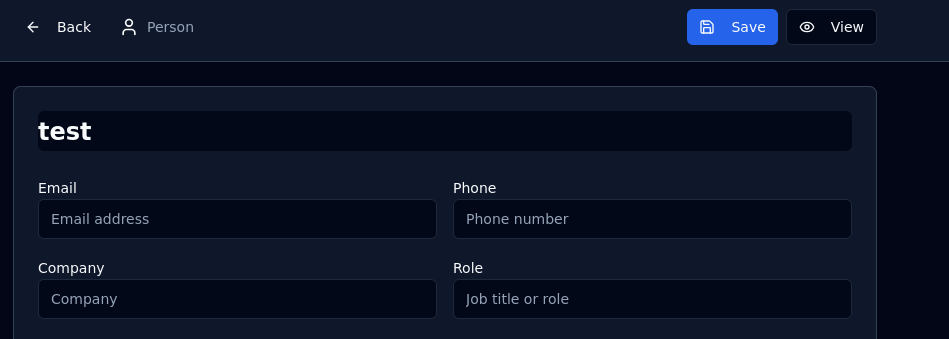 Back Person Save View
test
Email Phone
Email address Phone number
Company Role
Company Job title or role